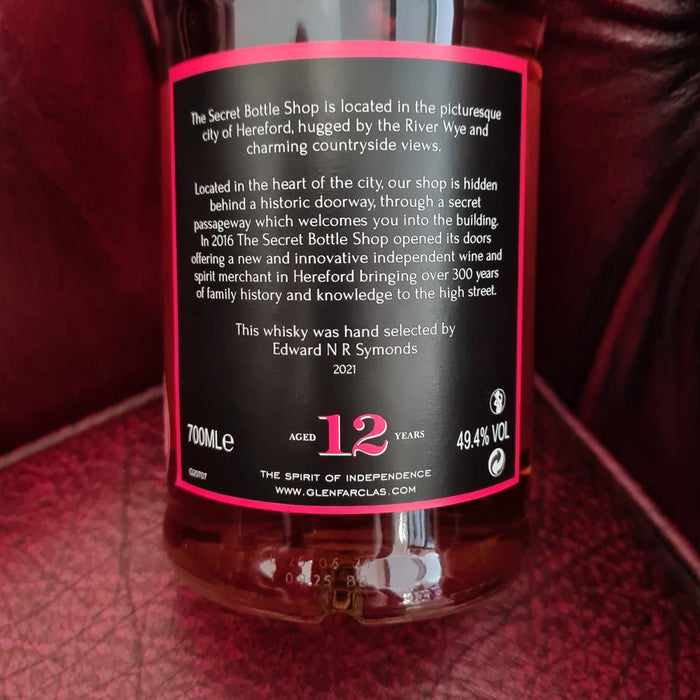 The Secret Bottle Shop is located in the picturesque
city of Hereford, hugged by the River Wye and
charming countryside views.
Located in the heart of the city, our shop is hidden
behind a historic doorway, through a secret
passageway which welcomes you into the building.
In 2016 The Secret Bottle Shop opened its doors
offering a new and innovative independent wine and
spirit merchant in Hereford bringing over 300 years
of family history and knowledge to the high street.
This whisky was hand selected by
Edward N R Symonds
2021
700MLe
AGED 12 YEARS
49.4% VOL
THE SPIRIT OF INDEPENDENCE
WWW.GLENFARCLAS.COM